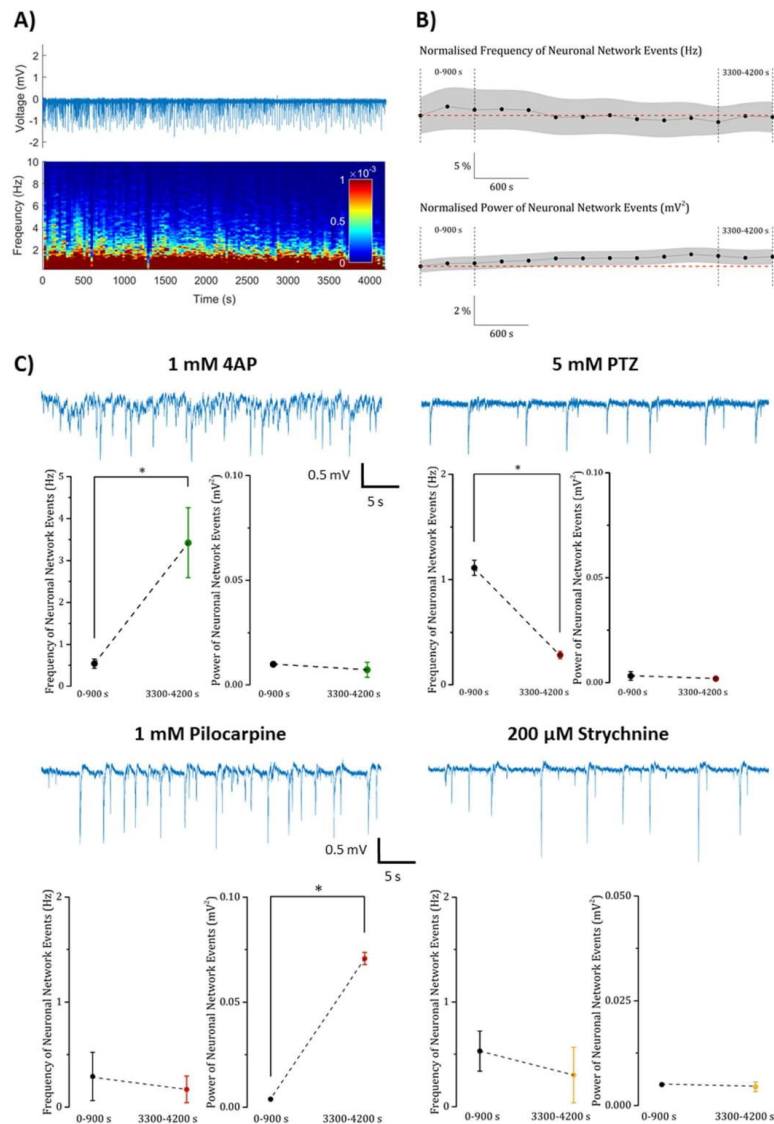 A)
B)
2
1
0
-1
-2
Voltage (mV)
10
8
6
4
2
Freqeuncy (Hz)
×10⁻³
1
0.5
0
0 500 1000 1500 2000 2500 3000 3500 4000
Time (s)
Normalised Frequency of Neuronal Network Events (Hz)
0-900 s
3300-4200 s
5 %
600 s
Normalised Power of Neuronal Network Events (mV²)
0-900 s
3300-4200 s
2 %
600 s
C)
1 mM 4AP
5 mM PTZ
0.5 mV
5 s
Frequency of Neuronal Network Events (Hz)
5
4
3
2
1
0
*
0-900 s 3300-4200 s
Power of Neuronal Network Events (mV²)
0.10
0.05
0.00
0-900 s 3300-4200 s
Frequency of Neuronal Network Events (Hz)
2
1
0
*
0-900 s 3300-4200 s
Power of Neuronal Network Events (mV²)
0.10
0.05
0.00
0-900 s 3300-4200 s
1 mM Pilocarpine
200 µM Strychnine
0.5 mV
5 s
Frequency of Neuronal Network Events (Hz)
2
1
0
0-900 s 3300-4200 s
Power of Neuronal Network Events (mV²)
0.10
0.05
0.00
*
0-900 s 3300-4200 s
Frequency of Neuronal Network Events (Hz)
2
1
0
0-900 s 3300-4200 s
Power of Neuronal Network Events (mV²)
0.050
0.025
0.000
0-900 s 3300-4200 s